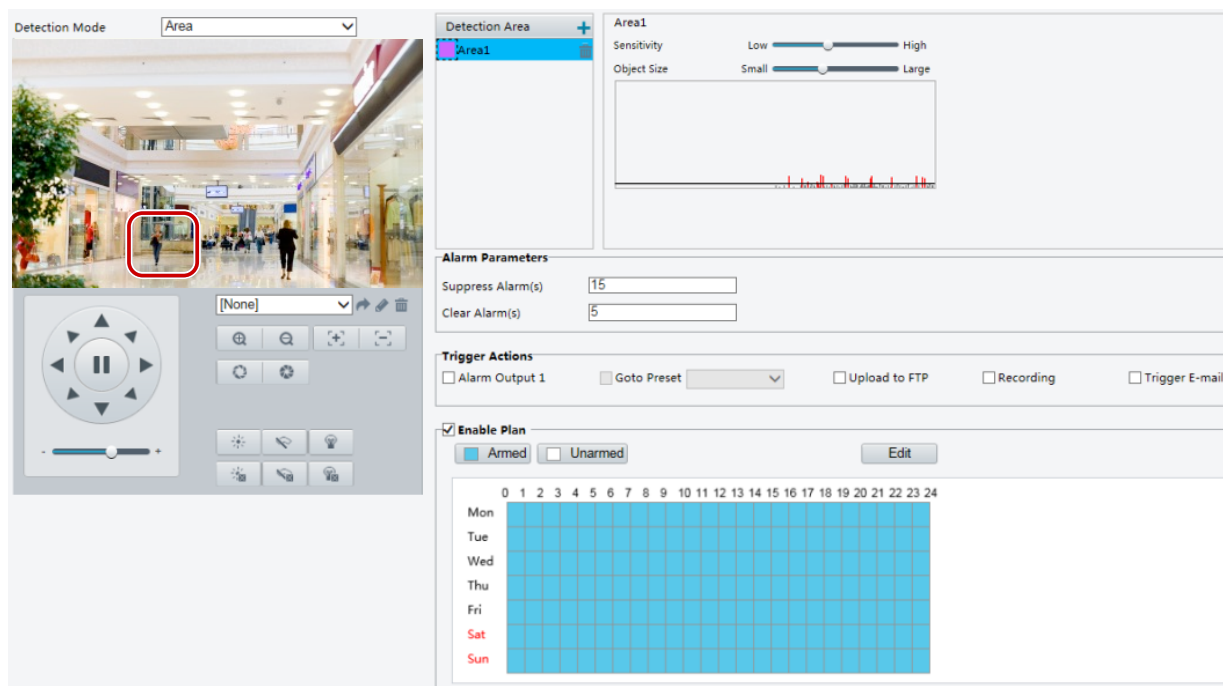 Detection Mode Area
Detection Area +
Area1
Area1
Sensitivity Low High
Object Size Small Large
[None]
- +
Alarm Parameters
Suppress Alarm(s) 15
Clear Alarm(s) 5
Trigger Actions
Alarm Output 1 Goto Preset Upload to FTP Recording Trigger E-mail
Enable Plan
Armed Unarmed Edit
0 1 2 3 4 5 6 7 8 9 10 11 12 13 14 15 16 17 18 19 20 21 22 23 24
Mon
Tue
Wed
Thu
Fri
Sat
Sun